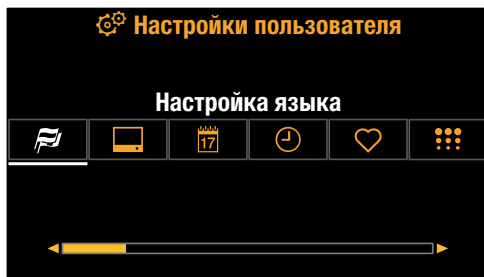 Настройки пользователя
Настройка языка
17